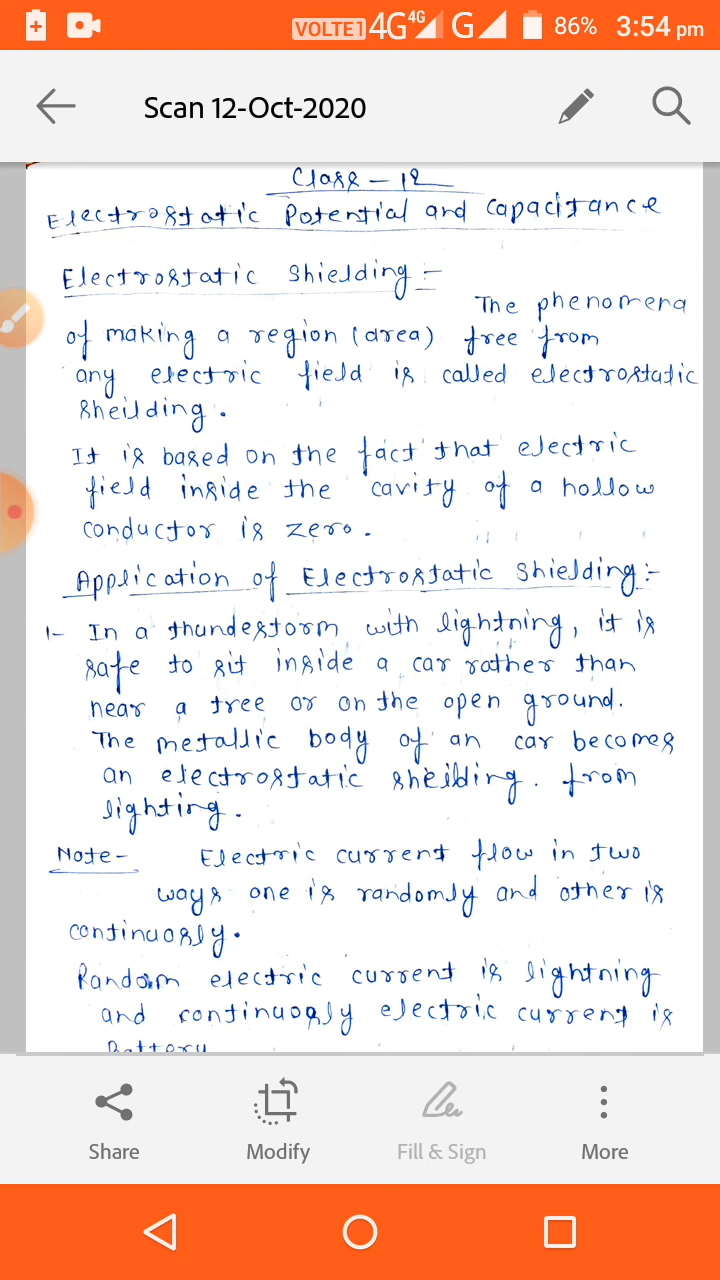 VOLTE1 4G 4G G 86% 3:54 pm
Scan 12-Oct-2020
Class - 12
Electrostatic Potential and Capacitance
Electrostatic Shielding :-
The phenomena
of making a region (area) free from
any electric field is called electrostatic
sheilding.
It is based on the fact that electric
field inside the cavity of a hollow
conductor is zero.
Application of Electrostatic Shielding :-
1- In a thundestorm with lightning, it is
safe to sit inside a car rather than
near a tree or on the open ground.
The metallic body of an car becomes
an electrostatic sheilding. from
lighting.
Note- Electric current flow in two
ways one is randomly and other is
continuosly.
Random electric current is lightning
and continuosly electric current is
Battery
Share Modify Fill & Sign More